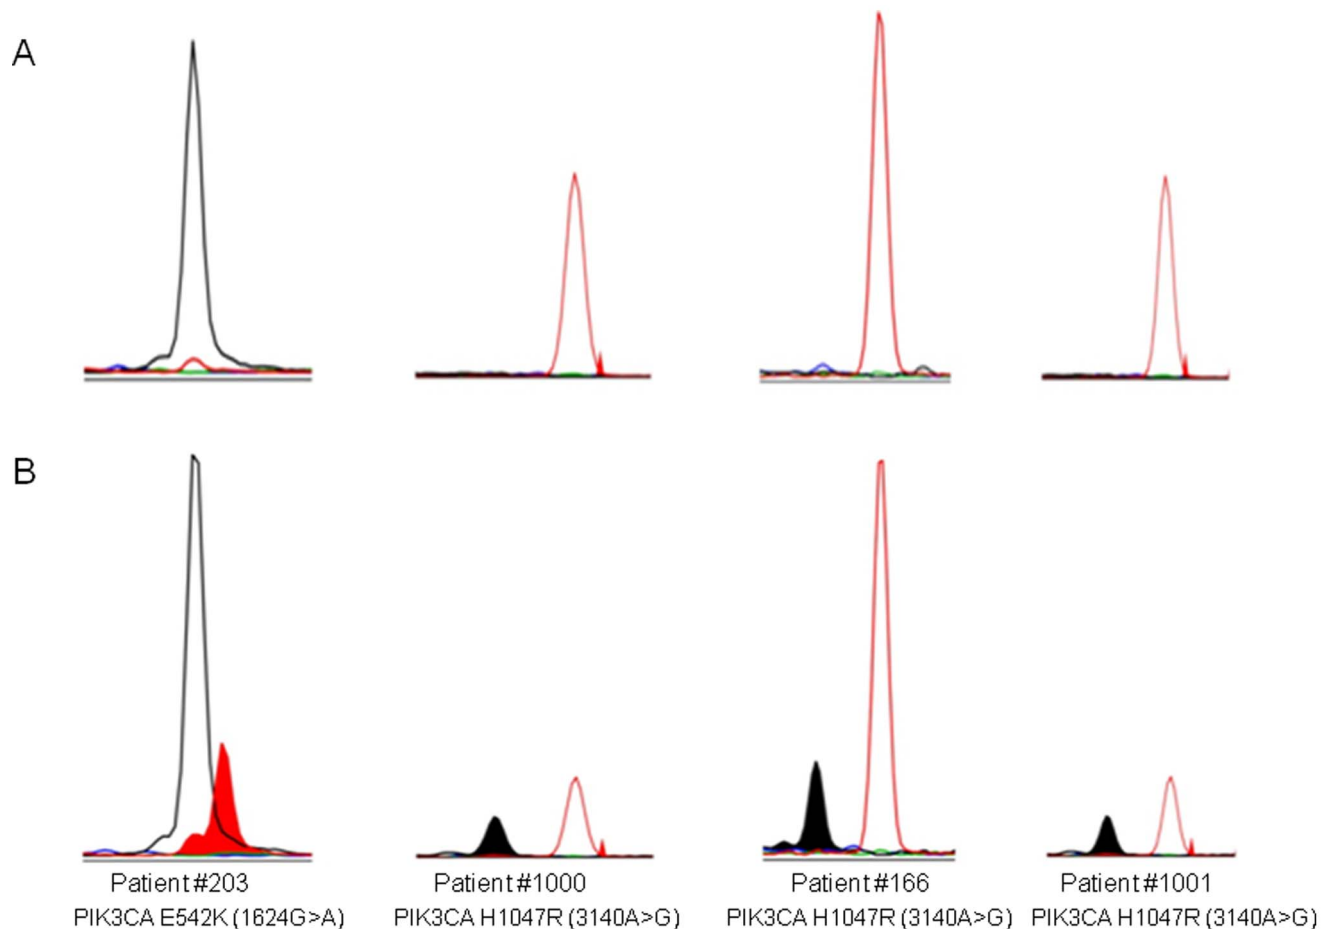 A
B
Patient #203 Patient #1000 Patient #166 Patient #1001
PIK3CA E542K (1624G>A) PIK3CA H1047R (3140A>G) PIK3CA H1047R (3140A>G) PIK3CA H1047R (3140A>G)